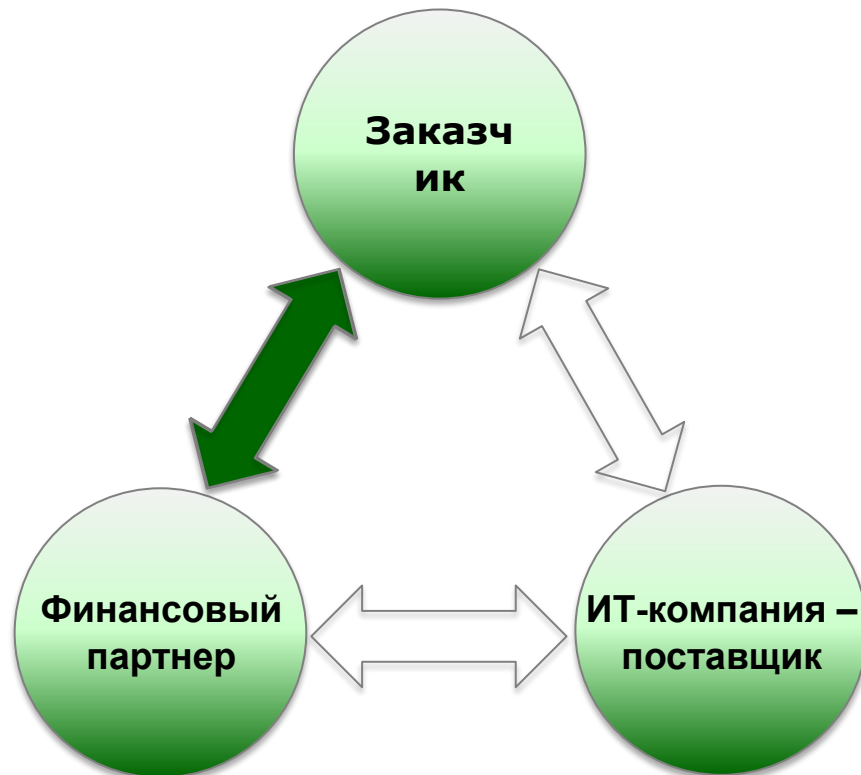 Заказч
ик
Финансовый
партнер
ИТ-компания –
поставщик